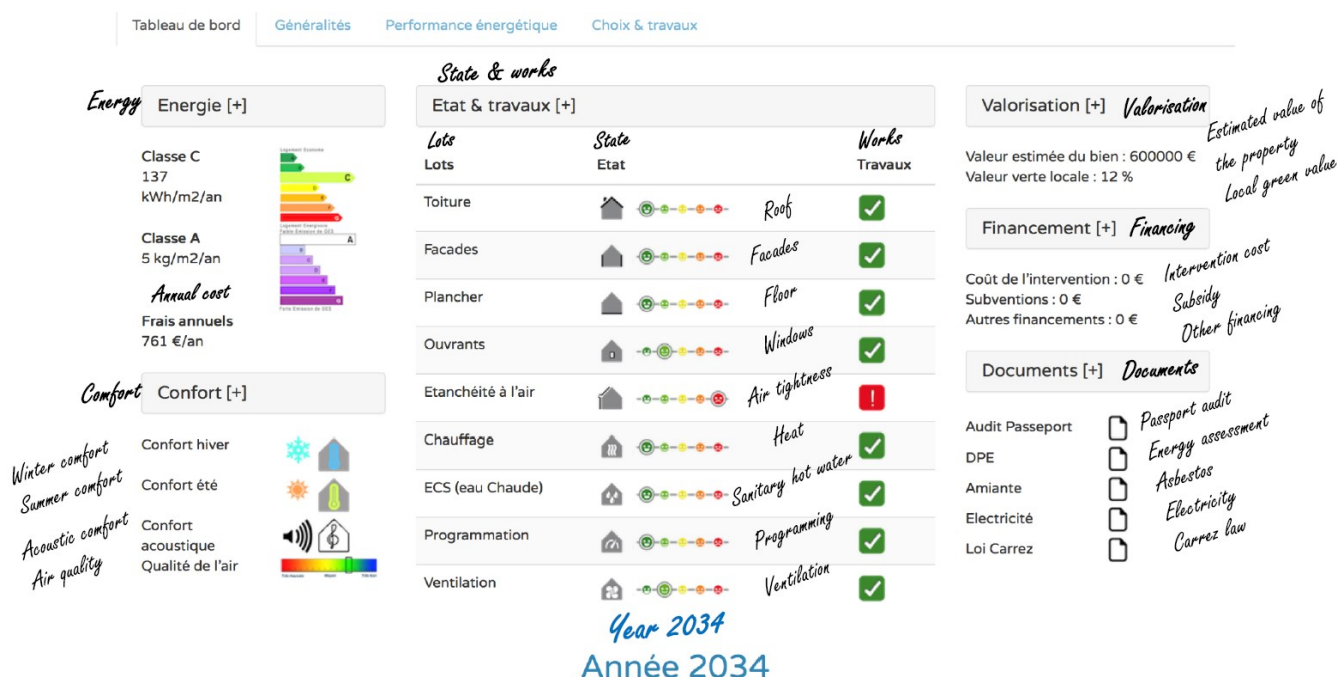 Tableau de bord
Généralités
Performance énergétique
Choix & travaux
Energy
Energie [+]
Classe C
137
kWh/m2/an
Logement Econome
C
Classe A
5 kg/m2/an
A
Annual cost
Frais annuels
761 €/an
Comfort
Confort [+]
Winter comfort
Confort hiver
Summer comfort
Confort été
Acoustic comfort
Confort
acoustique
Air quality
Qualité de l'air
State & works
Etat & travaux [+]
Lots State Works
Lots Etat Travaux
Toiture Roof
Facades Facades
Plancher Floor
Ouvrants Windows
Etanchéité à l'air Air tightness !
Chauffage Heat
ECS (eau Chaude) Sanitary hot water
Programmation Programming
Ventilation Ventilation
Valorisation [+] Valorisation
Valeur estimée du bien : 600000 €
Valeur verte locale : 12 %
Estimated value of
the property
Local green value
Financement [+] Financing
Coût de l'intervention : 0 €
Subventions : 0 €
Autres financements : 0 €
Intervention cost
Subsidy
Other financing
Documents [+] Documents
Audit Passeport
DPE
Amiante
Electricité
Loi Carrez
Passport audit
Energy assessment
Asbestos
Electricity
Carrez law
Year 2034
Année 2034